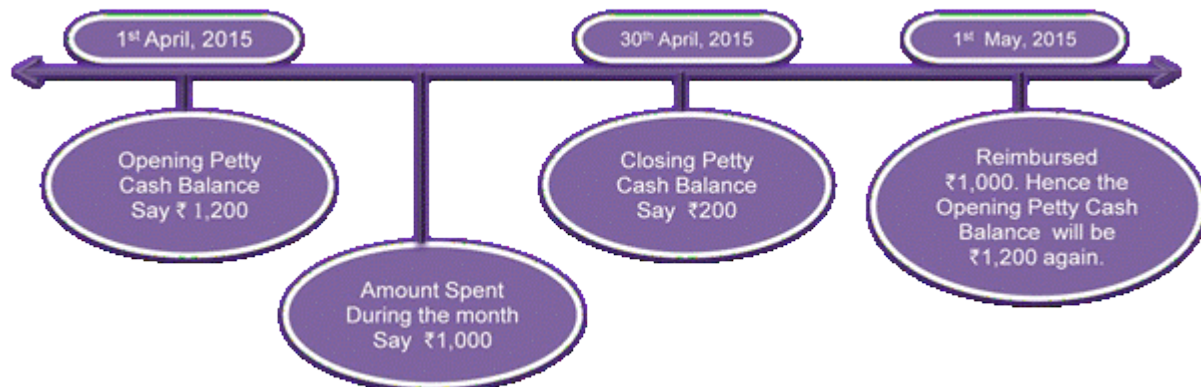 1st April, 2015
30th April, 2015
1st May, 2015
Opening Petty
Cash Balance
Say ₹ 1,200
Amount Spent
During the month
Say ₹1,000
Closing Petty
Cash Balance
Say ₹200
Reimbursed
₹1,000. Hence the
Opening Petty Cash
Balance will be
₹1,200 again.